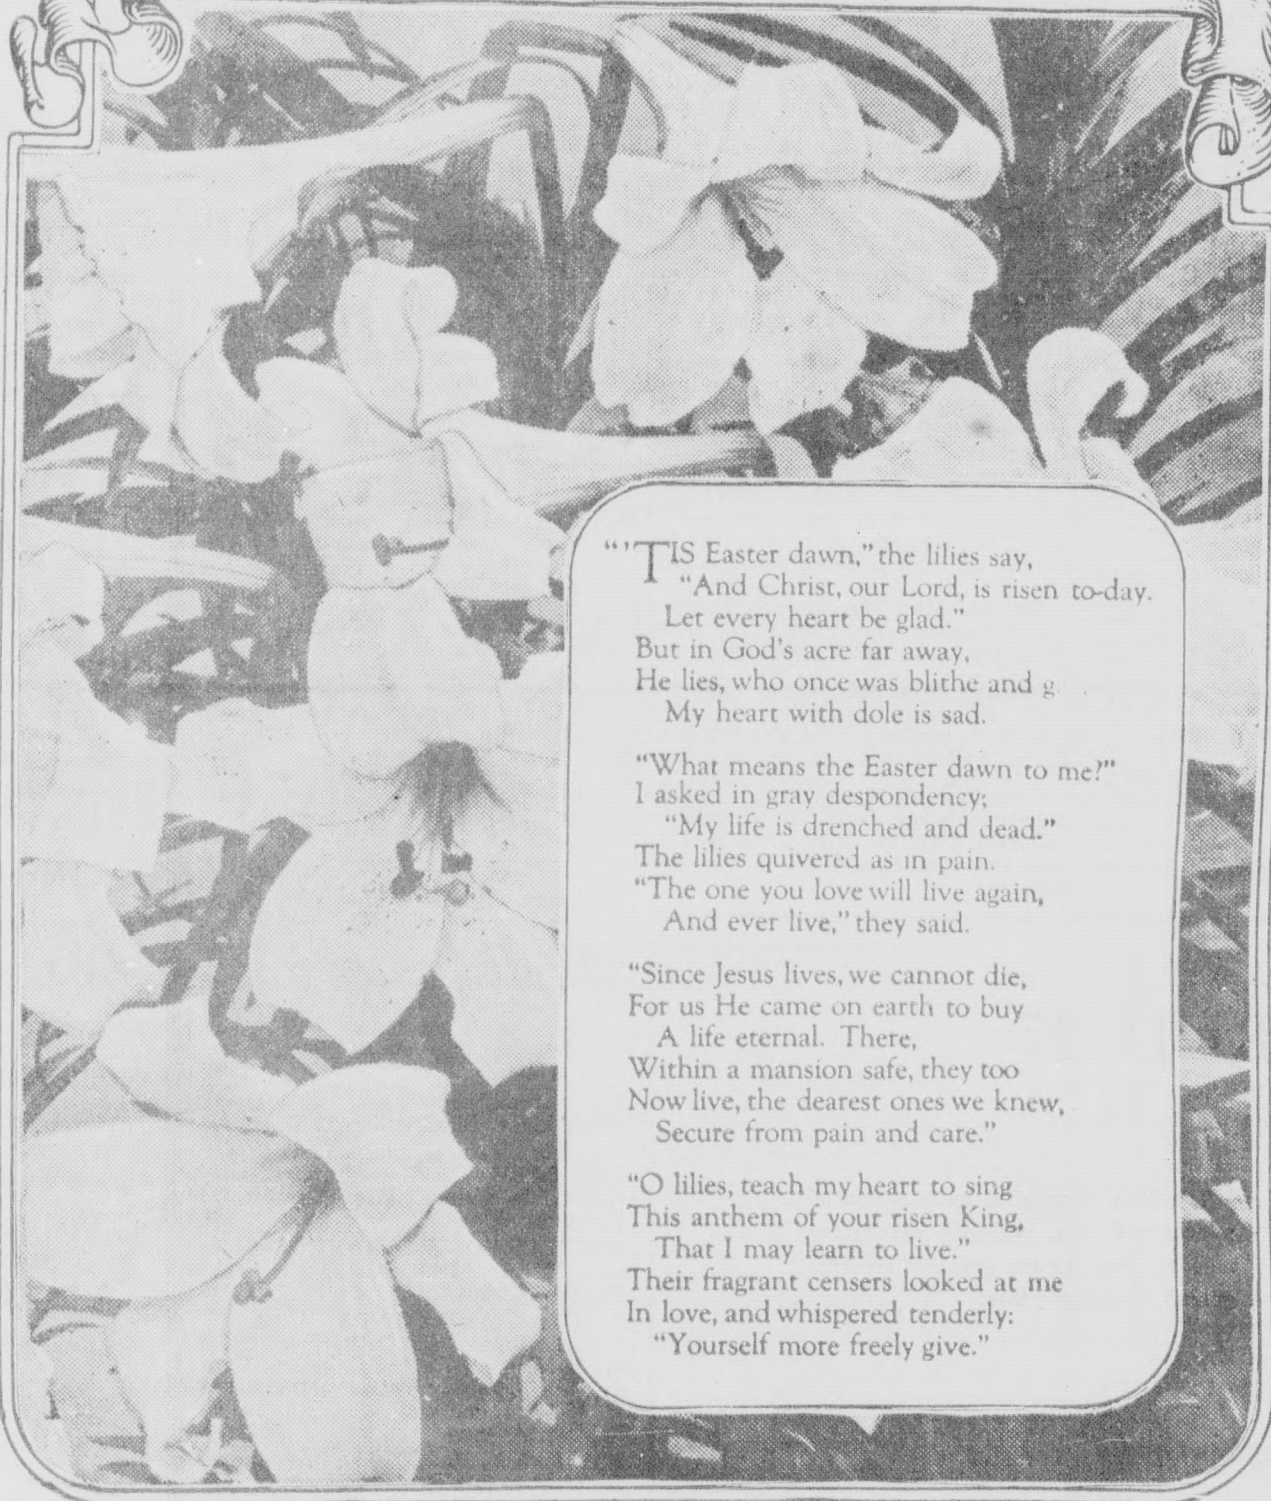 “'TIS Easter dawn,” the lilies say,
“And Christ, our Lord, is risen to-day.
Let every heart be glad.”
But in God's acre far away,
He lies, who once was blithe and
My heart with dole is sad.
“What means the Easter dawn to me?”
I asked in gray despondency;
“My life is drenched and dead.”
The lilies quivered as in pain.
“The one you love will live again,
And ever live,” they said.
“Since Jesus lives, we cannot die,
For us He came on earth to buy
A life eternal. There,
Within a mansion safe, they too
Now live, the dearest ones we knew,
Secure from pain and care.”
“O lilies, teach my heart to sing
This anthem of your risen King,
That I may learn to live.”
Their fragrant censers looked at me
In love, and whispered tenderly:
“Yourself more freely give.”